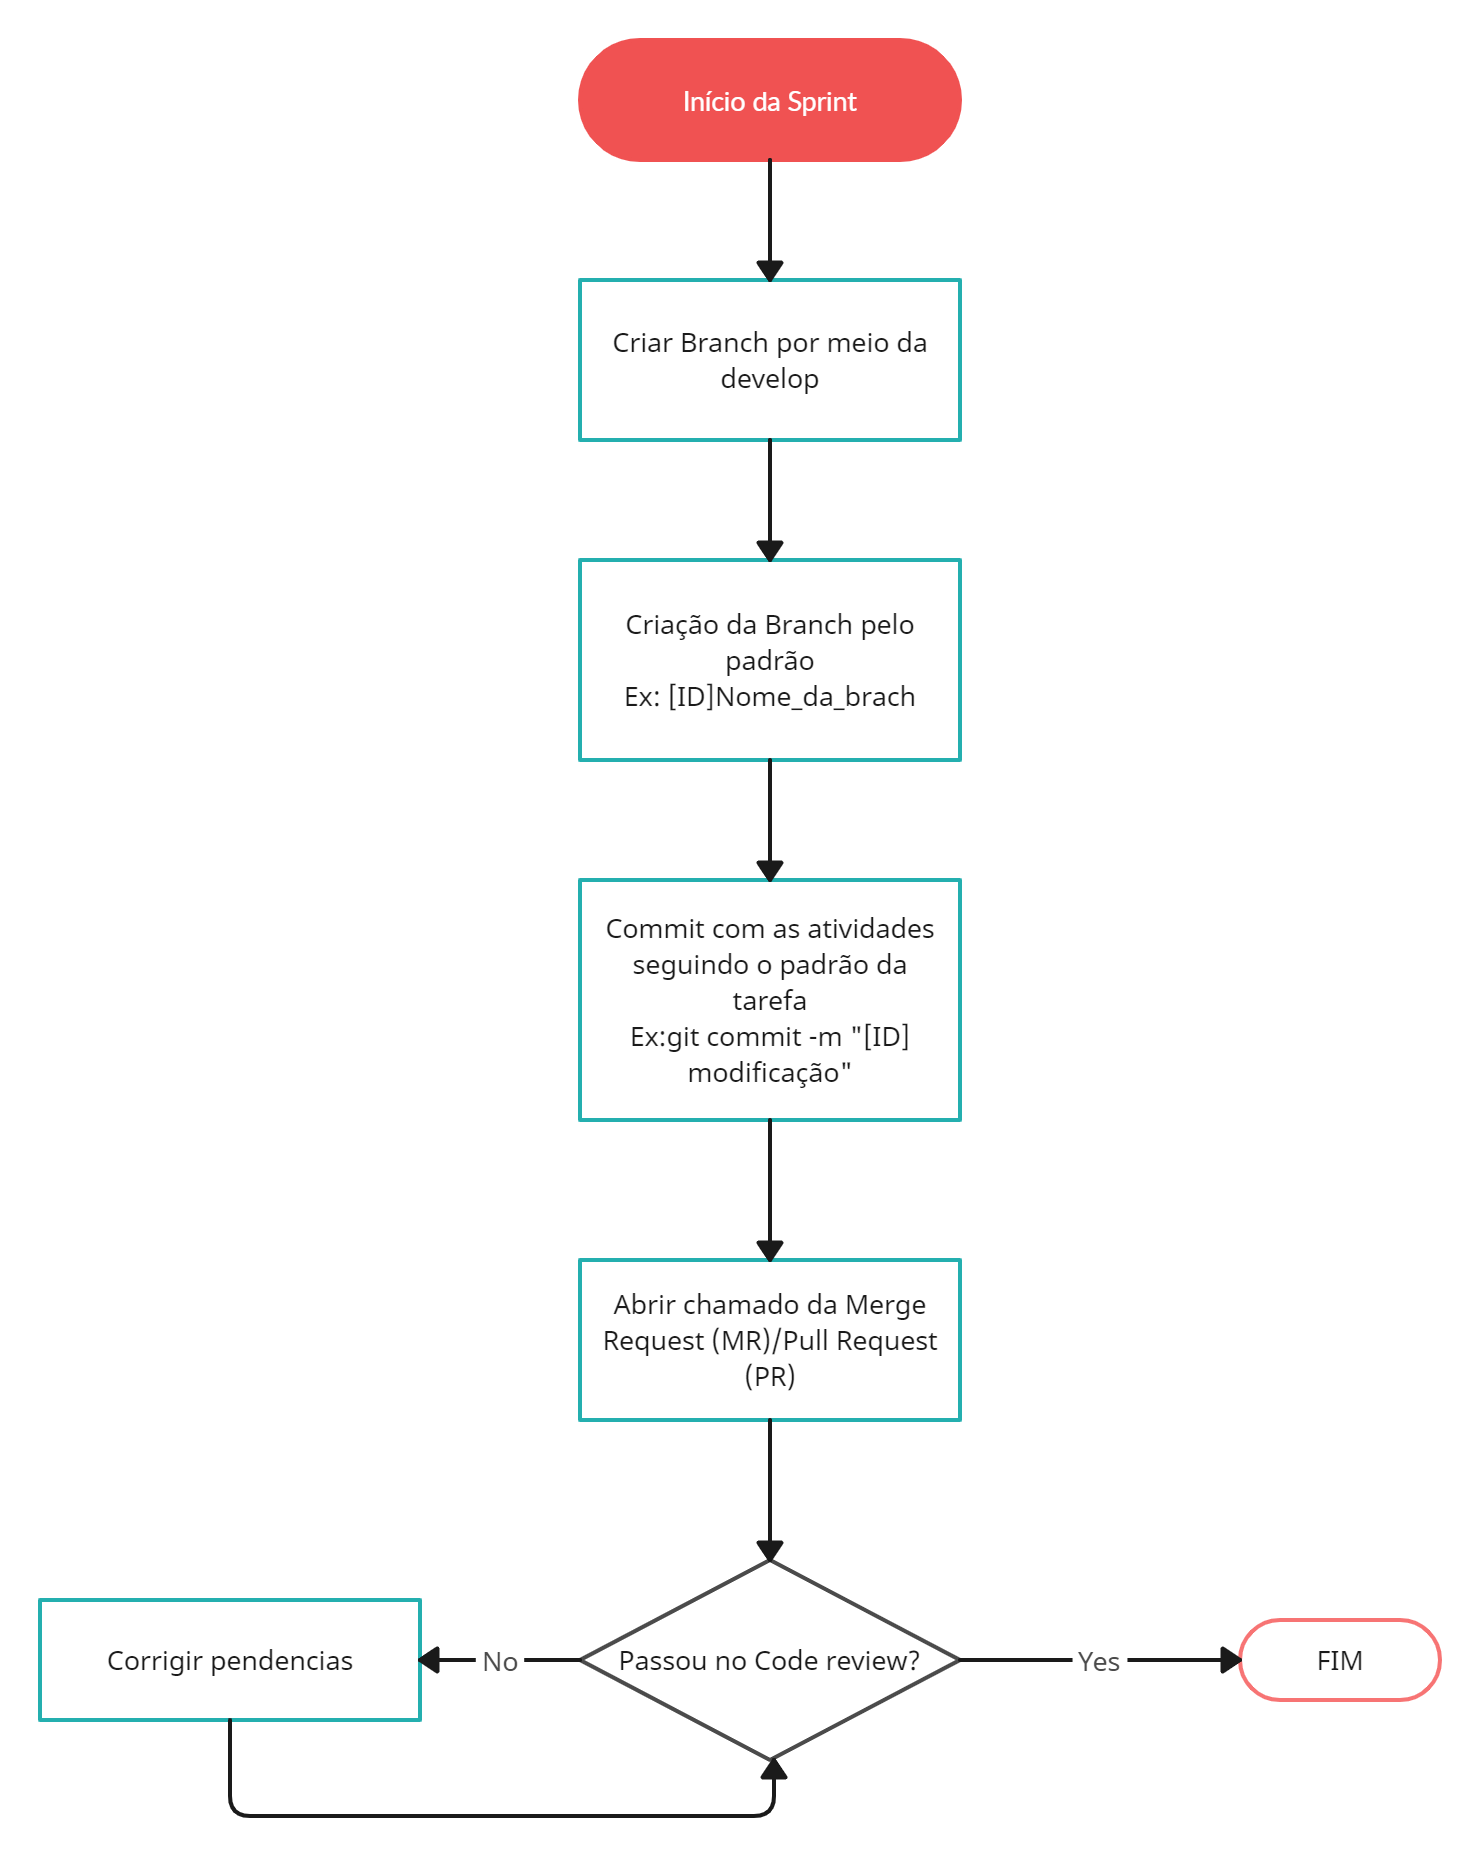 Início da Sprint
Criar Branch por meio da
develop
Criação da Branch pelo
padrão
Ex: [ID]Nome_da_brach
Commit com as atividades
seguindo o padrão da
tarefa
Ex:git commit -m "[ID]
modificação"
Abrir chamado da Merge
Request (MR)/Pull Request
(PR)
Corrigir pendencias
No
Passou no Code review?
Yes
FIM